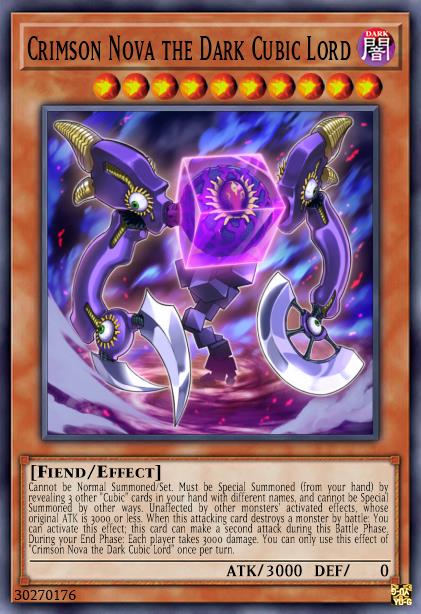 Crimson Nova the Dark Cubic Lord
DARK
闇
[Fiend/Effect]
Cannot be Normal Summoned/Set. Must be Special Summoned (from your hand) by
revealing 3 other "Cubic" cards in your hand with different names, and cannot be Special
Summoned by other ways. Unaffected by other monsters' activated effects, whose
original ATK is 3000 or less. When this attacking card destroys a monster by battle: You
can activate this effect; this card can make a second attack during this Battle Phase.
During your End Phase: Each player takes 3000 damage. You can only use this effect of
"Crimson Nova the Dark Cubic Lord" once per turn.
ATK/3000 DEF/ 0
30270176